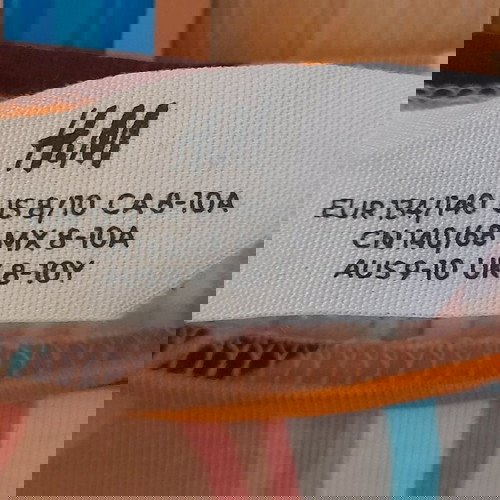 H&M
EUR 134/140 US 8/10 CA 8-10A
CN 140/68 MX 8-10A
AUS 9-10 UK 8-10Y